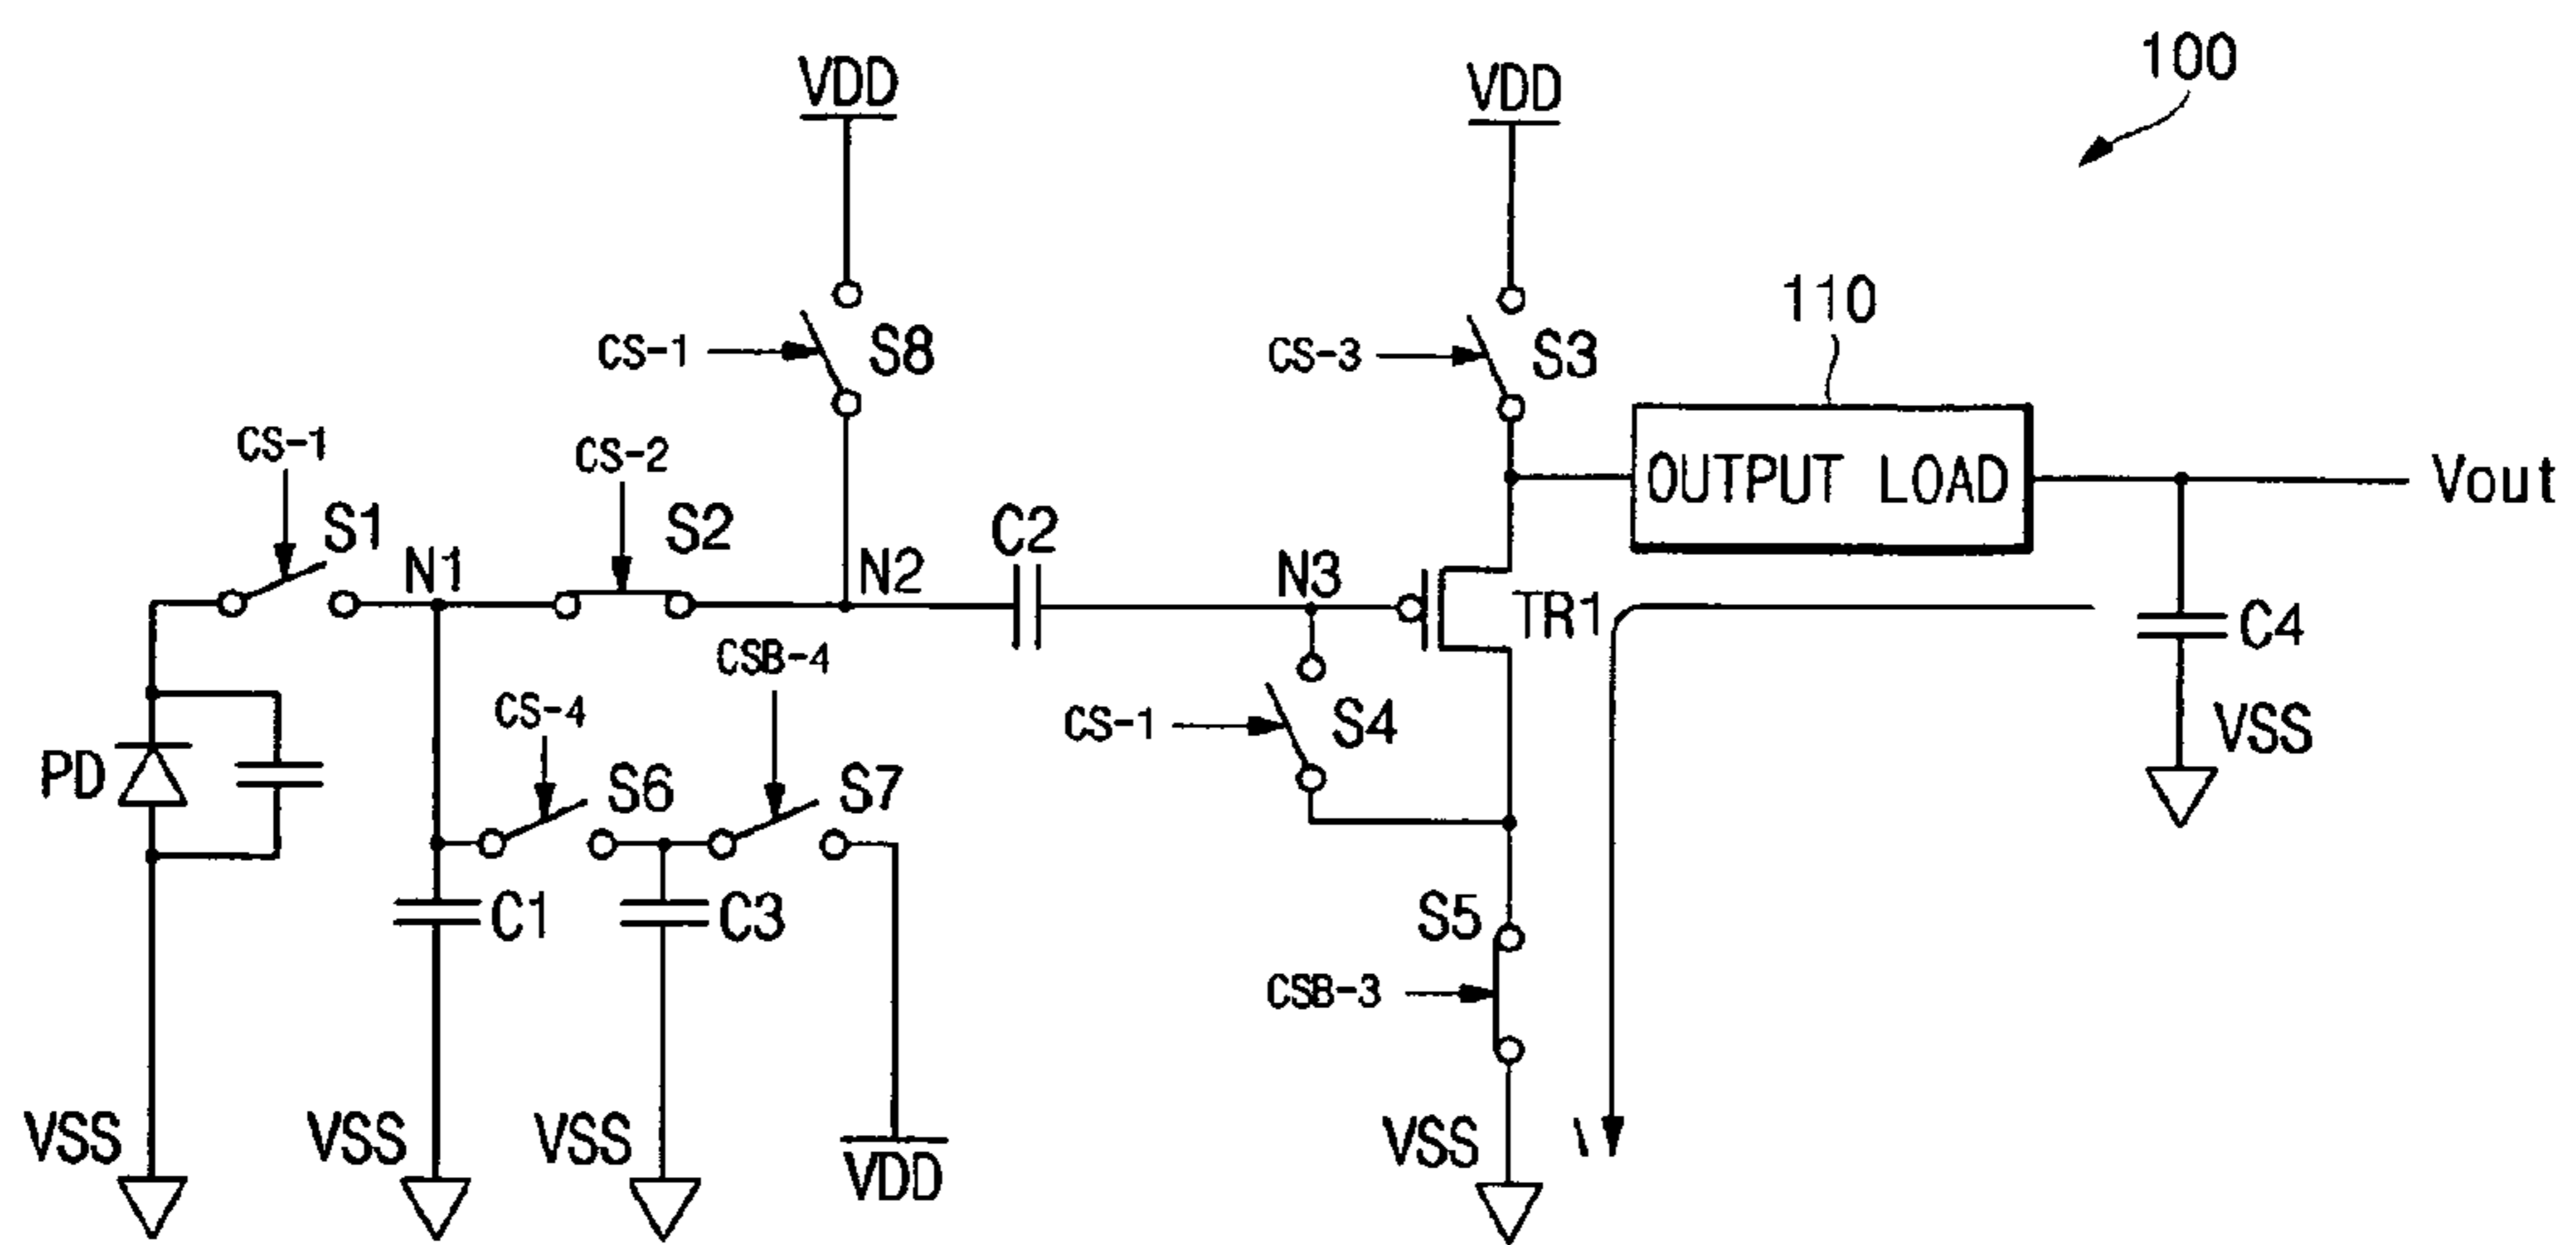 100
VDD
VDD
110
CS-1
S8
CS-3
S3
CS-1
CS-2
OUTPUT LOAD
Vout
S1
S2
N1
N2
C2
N3
TR1
C4
CSB-4
CS-4
CS-1
S4
VSS
PD
S6
S7
C1
C3
S5
CSB-3
VSS
VSS
VSS
VDD
VSS